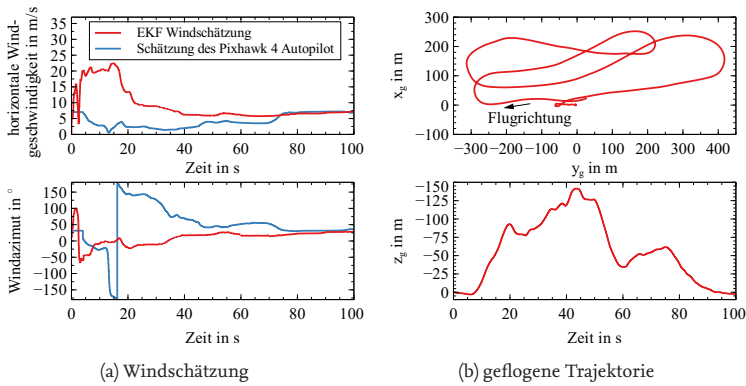 horizontale Wind-
geschwindigkeit in m/s
35
30
25
20
15
10
5
0
EKF Windschätzung
Schätzung des Pixhawk 4 Autopilot
0 20 40 60 80 100
Zeit in s
Windazimut in °
150
100
50
0
−50
−100
−150
0 20 40 60 80 100
Zeit in s
(a) Windschätzung
x_g in m
300
200
100
0
−100
Flugrichtung
−300 −200 −100 0 100 200 300 400
y_g in m
z_g in m
−150
−125
−100
−75
−50
−25
0
0 20 40 60 80 100
Zeit in s
(b) geflogene Trajektorie